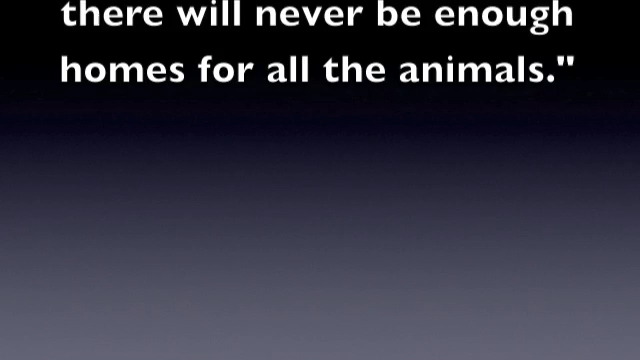 there will never be enough
homes for all the animals."